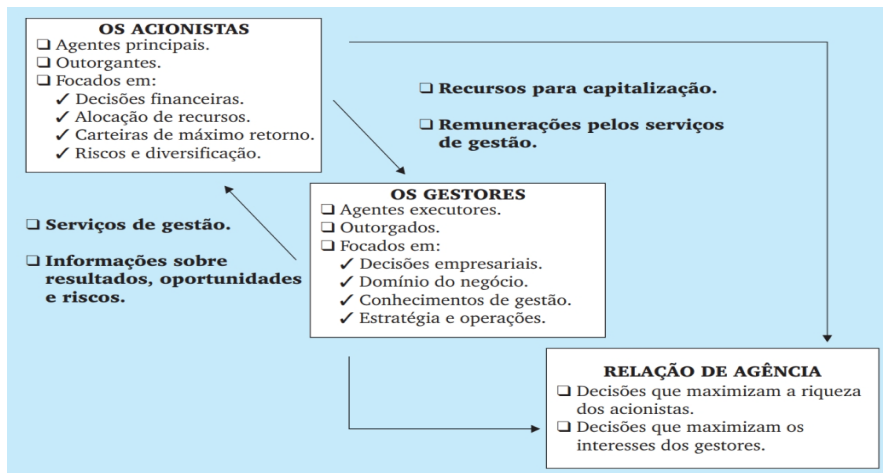 OS ACIONISTAS
❑ Agentes principais.
❑ Outorgantes.
❑ Focados em:
✓ Decisões financeiras.
✓ Alocação de recursos.
✓ Carteiras de máximo retorno.
✓ Riscos e diversificação.
❑ Recursos para capitalização.
❑ Remunerações pelos serviços
de gestão.
❑ Serviços de gestão.
❑ Informações sobre
resultados, oportunidades
e riscos.
OS GESTORES
❑ Agentes executores.
❑ Outorgados.
❑ Focados em:
✓ Decisões empresariais.
✓ Domínio do negócio.
✓ Conhecimentos de gestão.
✓ Estratégia e operações.
RELAÇÃO DE AGÊNCIA
❑ Decisões que maximizam a riqueza
dos acionistas.
❑ Decisões que maximizam os
interesses dos gestores.